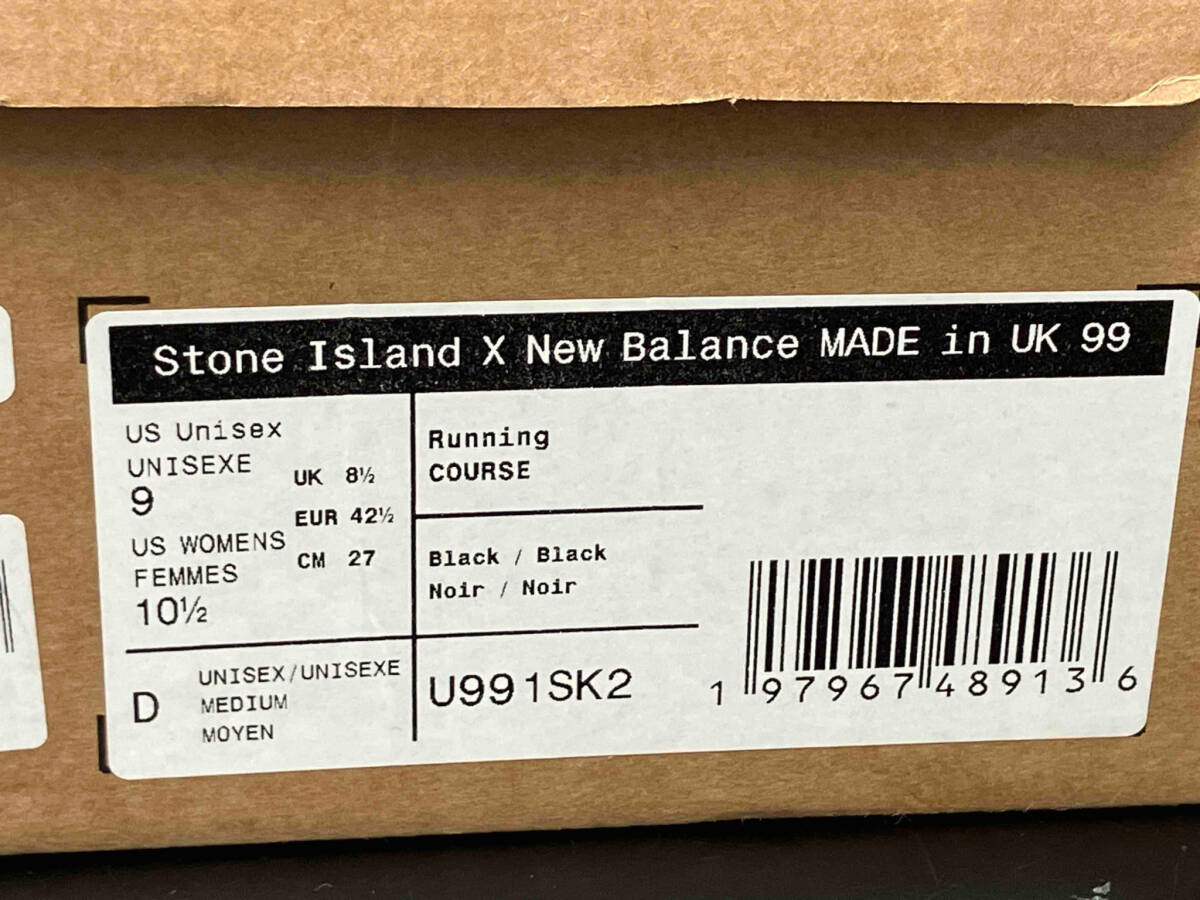 Stone Island X New Balance MADE in UK 99
US Unisex
UNISEXE
9
US WOMENS
FEMMES
10½
UK 8½
EUR 42½
CM 27
Running
COURSE
Black / Black
Noir / Noir
D
UNISEX/UNISEXE
MEDIUM
MOYEN
U991SK2
1 97967 48913 6